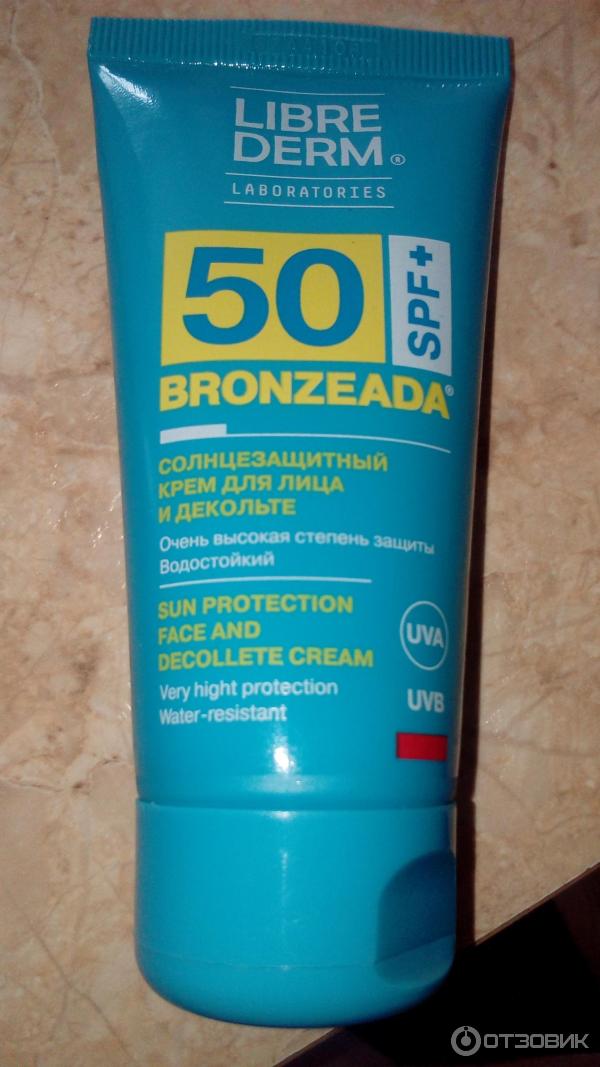 LIBRE
DERM®
LABORATORIES
50 SPF+
BRONZEADA®
СОЛНЦЕЗАЩИТНЫЙ
КРЕМ ДЛЯ ЛИЦА
И ДЕКОЛЬТЕ
Очень высокая степень защиты
Водостойкий
SUN PROTECTION
FACE AND
DECOLLETE CREAM
UVA
Very hight protection
Water-resistant
UVB
ОТЗОВИК